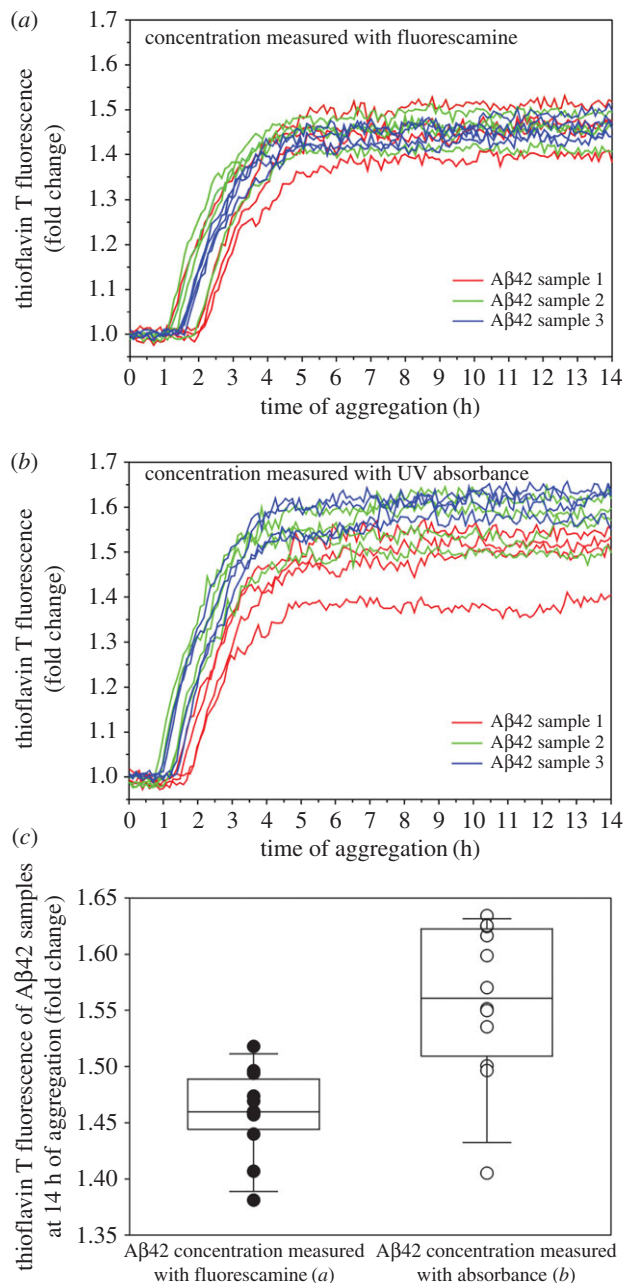 (a)
1.7
concentration measured with fluorescamine
1.6
1.5
1.4
1.3
1.2
1.1
1.0
thioflavin T fluorescence
(fold change)
Aβ42 sample 1
Aβ42 sample 2
Aβ42 sample 3
0 1 2 3 4 5 6 7 8 9 10 11 12 13 14
time of aggregation (h)
(b)
1.7
concentration measured with UV absorbance
1.6
1.5
1.4
1.3
1.2
1.1
1.0
thioflavin T fluorescence
(fold change)
Aβ42 sample 1
Aβ42 sample 2
Aβ42 sample 3
0 1 2 3 4 5 6 7 8 9 10 11 12 13 14
time of aggregation (h)
(c)
1.65
1.60
1.55
1.50
1.45
1.40
1.35
thioflavin T fluorescence of Aβ42 samples
at 14 h of aggregation (fold change)
Aβ42 concentration measured
with fluorescamine (a)
Aβ42 concentration measured
with absorbance (b)